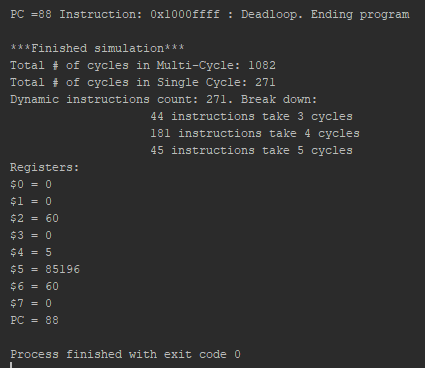 PC =88 Instruction: 0x1000ffff : Deadloop. Ending program
***Finished simulation***
Total # of cycles in Multi-Cycle: 1082
Total # of cycles in Single Cycle: 271
Dynamic instructions count: 271. Break down:
44 instructions take 3 cycles
181 instructions take 4 cycles
45 instructions take 5 cycles
Registers:
$0 = 0
$1 = 0
$2 = 60
$3 = 0
$4 = 5
$5 = 85196
$6 = 60
$7 = 0
PC = 88
Process finished with exit code 0